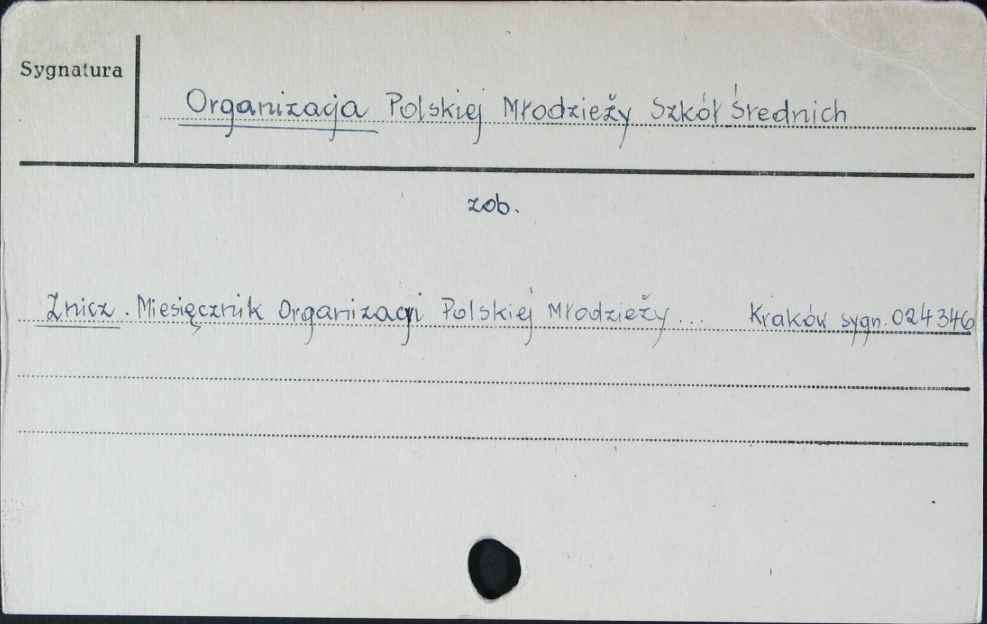 Sygnatura
Organizacja Polskiej Młodzieży Szkół Średnich
zob.
Znicz. Miesięcznik Organizacji Polskiej Młodzieży... Kraków sygn. 024346